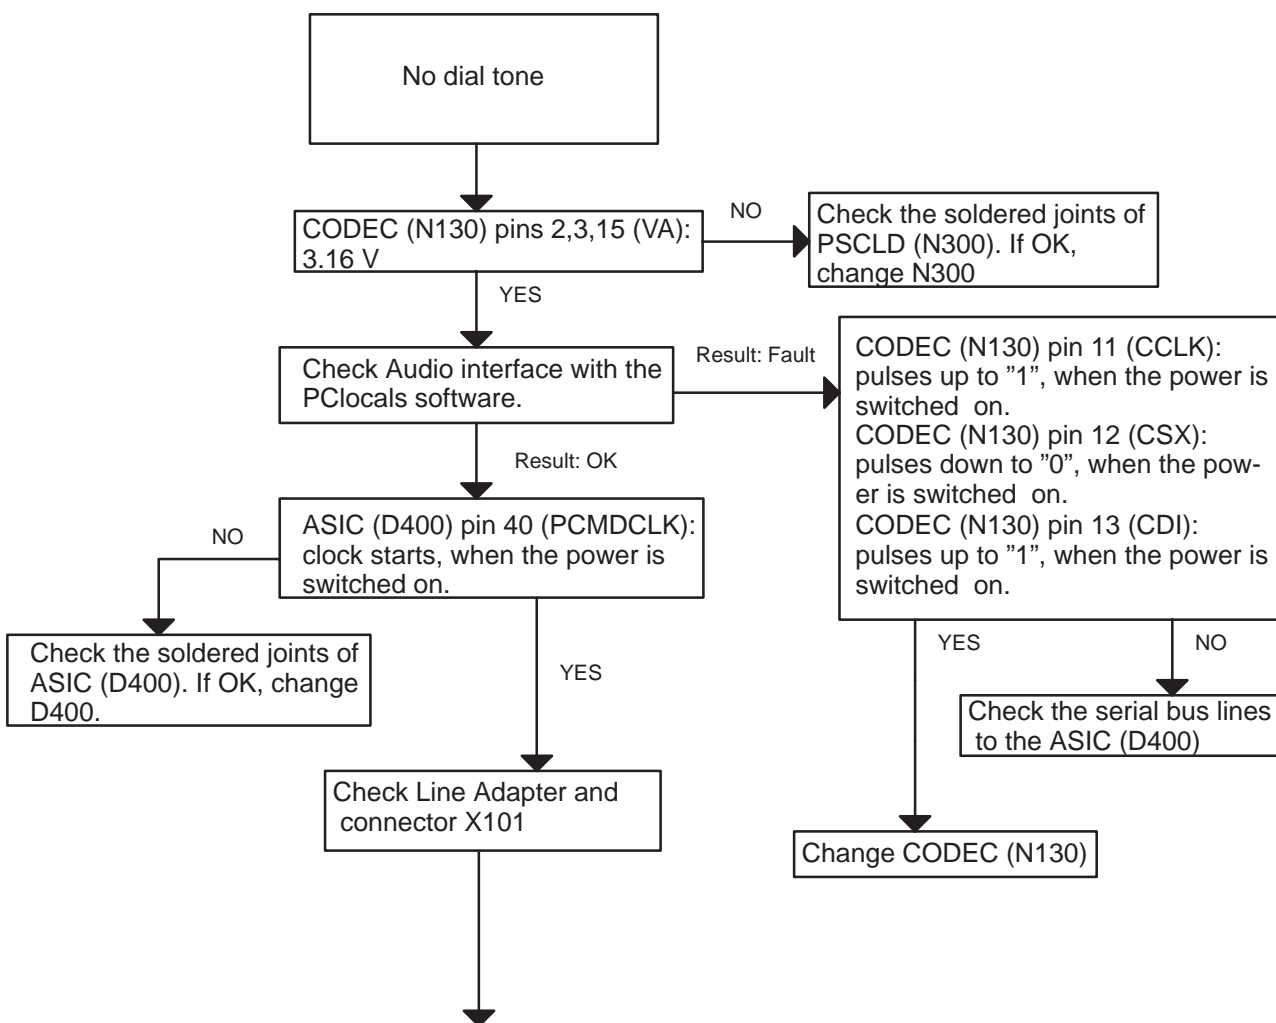 No dial tone
CODEC (N130) pins 2,3,15 (VA):
3.16 V
NO
Check the soldered joints of
PSCLD (N300). If OK,
change N300
YES
Check Audio interface with the
PClocals software.
Result: Fault
CODEC (N130) pin 11 (CCLK):
pulses up to ”1”, when the power is
switched on.
CODEC (N130) pin 12 (CSX):
pulses down to ”0”, when the pow-
er is switched on.
CODEC (N130) pin 13 (CDI):
pulses up to ”1”, when the power is
switched on.
Result: OK
ASIC (D400) pin 40 (PCMDCLK):
clock starts, when the power is
switched on.
NO
Check the soldered joints of
ASIC (D400). If OK, change
D400.
YES
YES
NO
Check the serial bus lines
to the ASIC (D400)
Check Line Adapter and
connector X101
Change CODEC (N130)